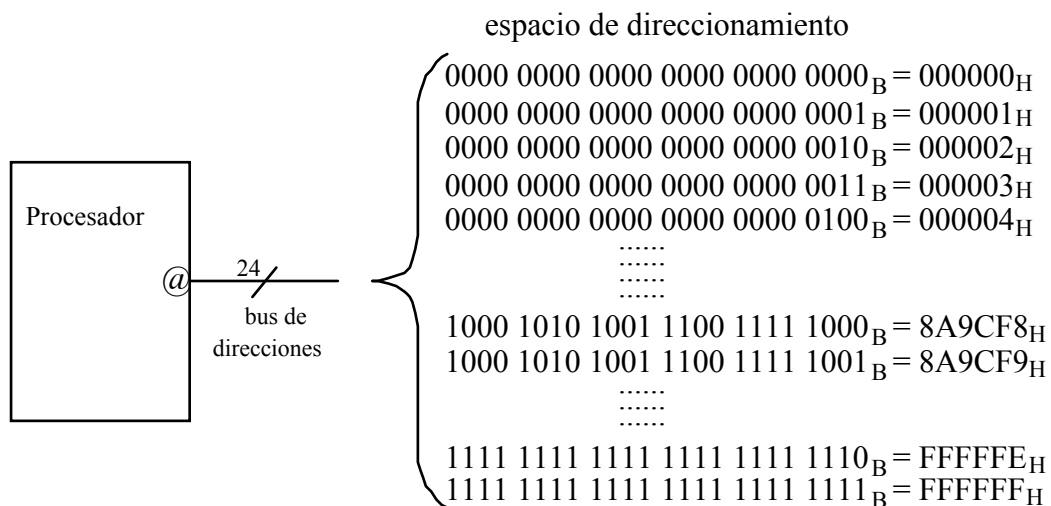 espacio de direccionamiento
0000 0000 0000 0000 0000 0000B = 000000H
0000 0000 0000 0000 0000 0001B = 000001H
0000 0000 0000 0000 0000 0010B = 000002H
0000 0000 0000 0000 0000 0011B = 000003H
0000 0000 0000 0000 0000 0100B = 000004H
......
......
......
......
1000 1010 1001 1100 1111 1000B = 8A9CF8H
1000 1010 1001 1100 1111 1001B = 8A9CF9H
......
......
......
1111 1111 1111 1111 1111 1110B = FFFFFEH
1111 1111 1111 1111 1111 1111B = FFFFFFH
Procesador
@
24
bus de
direcciones